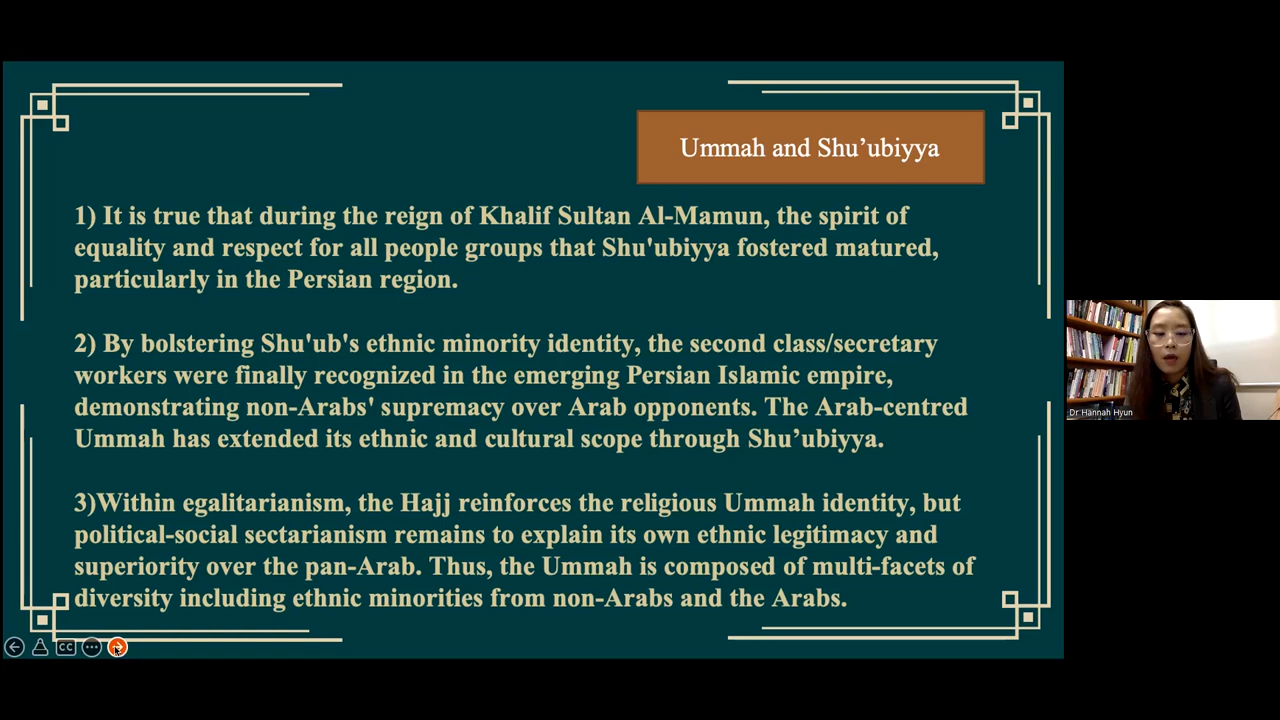 Ummah and Shu’ubiyya
1) It is true that during the reign of Khalif Sultan Al-Mamun, the spirit of
equality and respect for all people groups that Shu'ubiyya fostered matured,
particularly in the Persian region.
2) By bolstering Shu'ub's ethnic minority identity, the second class/secretary
workers were finally recognized in the emerging Persian Islamic empire,
demonstrating non-Arabs' supremacy over Arab opponents. The Arab-centred
Ummah has extended its ethnic and cultural scope through Shu’ubiyya.
3)Within egalitarianism, the Hajj reinforces the religious Ummah identity, but
political-social sectarianism remains to explain its own ethnic legitimacy and
superiority over the pan-Arab. Thus, the Ummah is composed of multi-facets of
diversity including ethnic minorities from non-Arabs and the Arabs.
CC
Dr Hannah Hyun